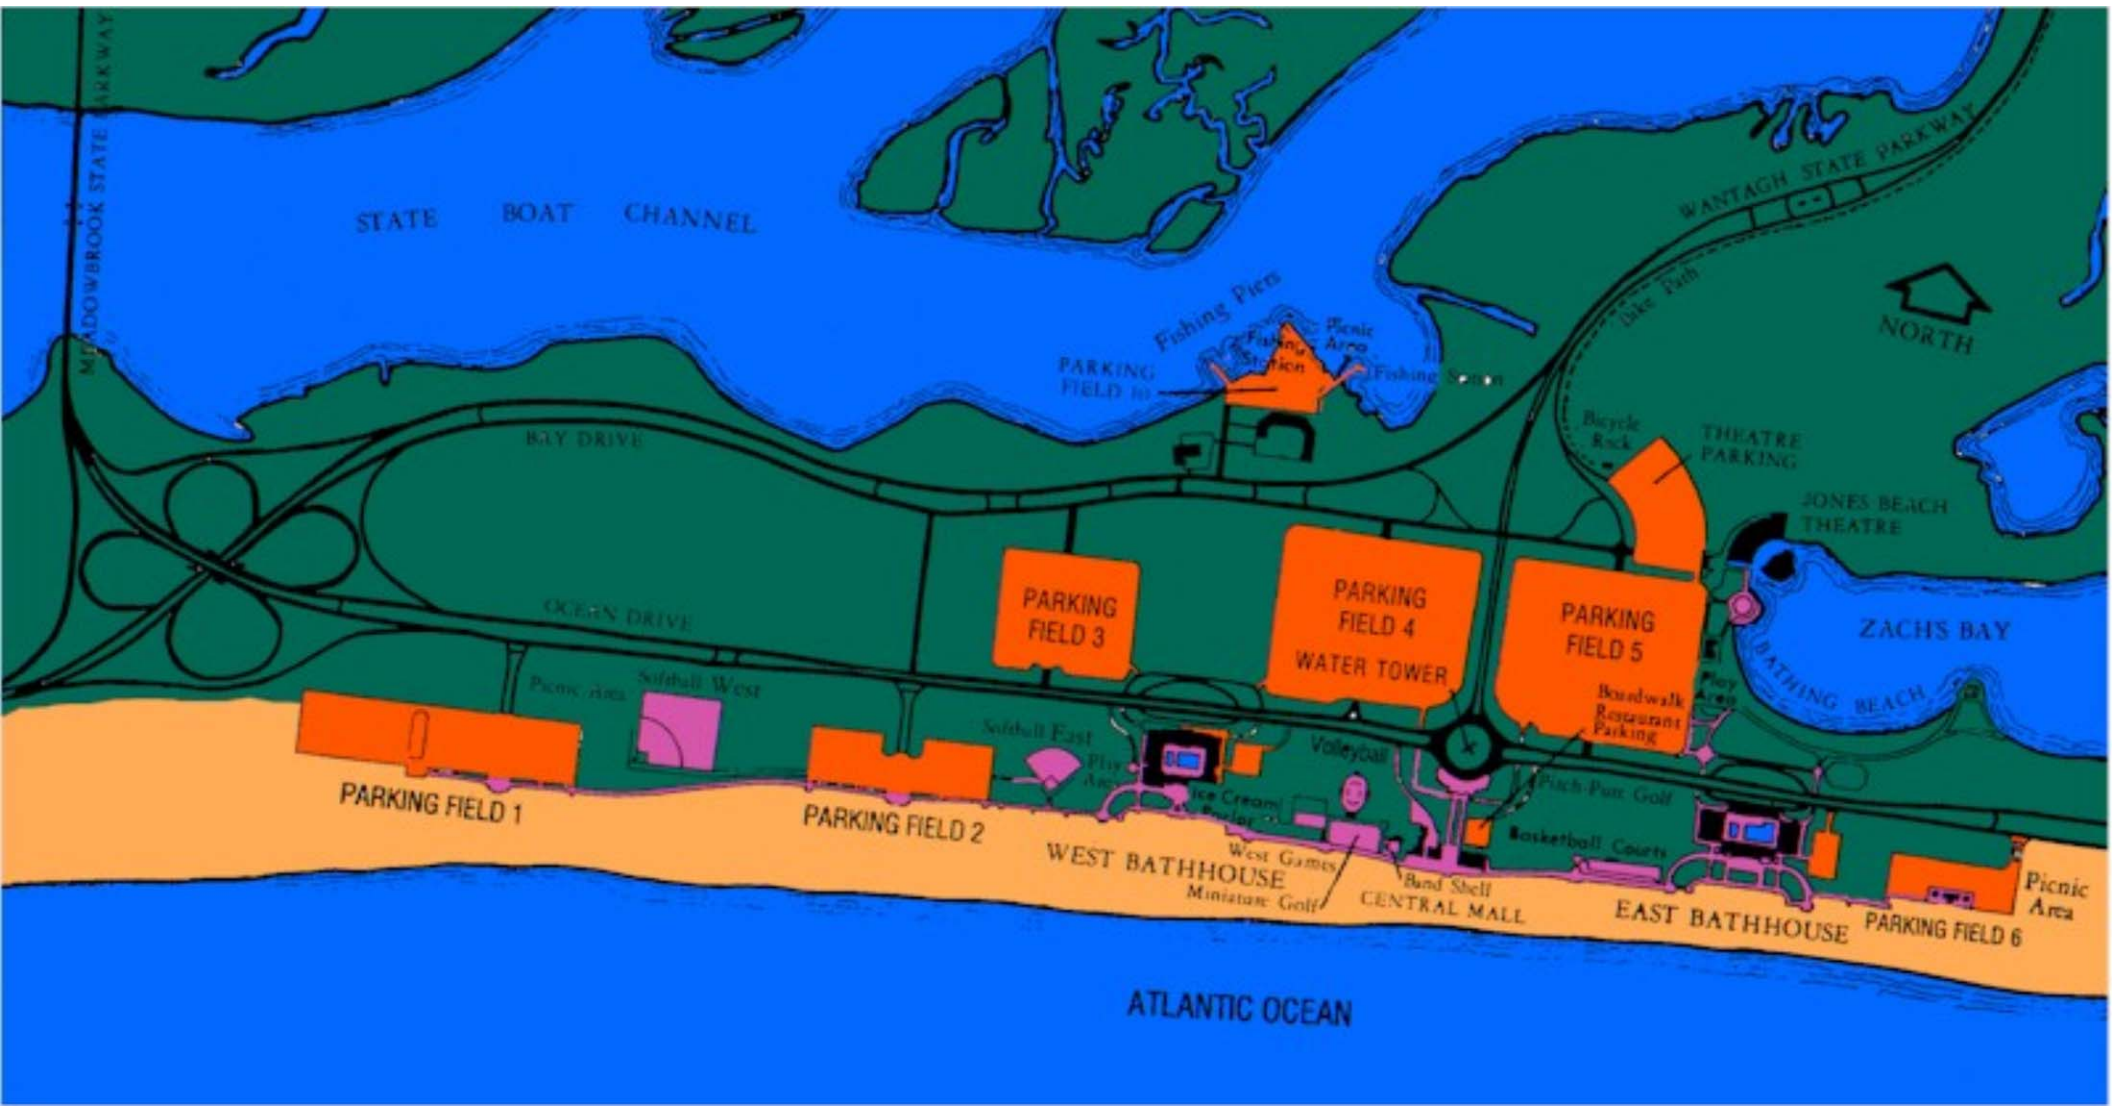 MEADOWBROOK STATE PARKWAY
STATE BOAT CHANNEL
WANTAGH STATE PARKWAY
Bike Path
NORTH
Fishing Piers
Picnic
Area
Fishing
Station
PARKING
FIELD 10
Fishing
Bicycle
Rack
THEATRE
PARKING
JONES BEACH
THEATRE
BAY DRIVE
OCEAN DRIVE
PARKING
FIELD 3
PARKING
FIELD 4
WATER TOWER
PARKING
FIELD 5
Boardwalk
Restaurant
Parking
ZACH'S BAY
BATHING BEACH
Play
Area
Picnic Area
Softball West
Softball East
Play
Area
Volleyball
Ice Cream
Parlor
Pitch-Putt Golf
Basketball Courts
PARKING FIELD 1
PARKING FIELD 2
WEST BATHHOUSE
West Games
Miniature Golf
Band Shell
CENTRAL MALL
EAST BATHHOUSE
PARKING FIELD 6
Picnic
Area
ATLANTIC OCEAN